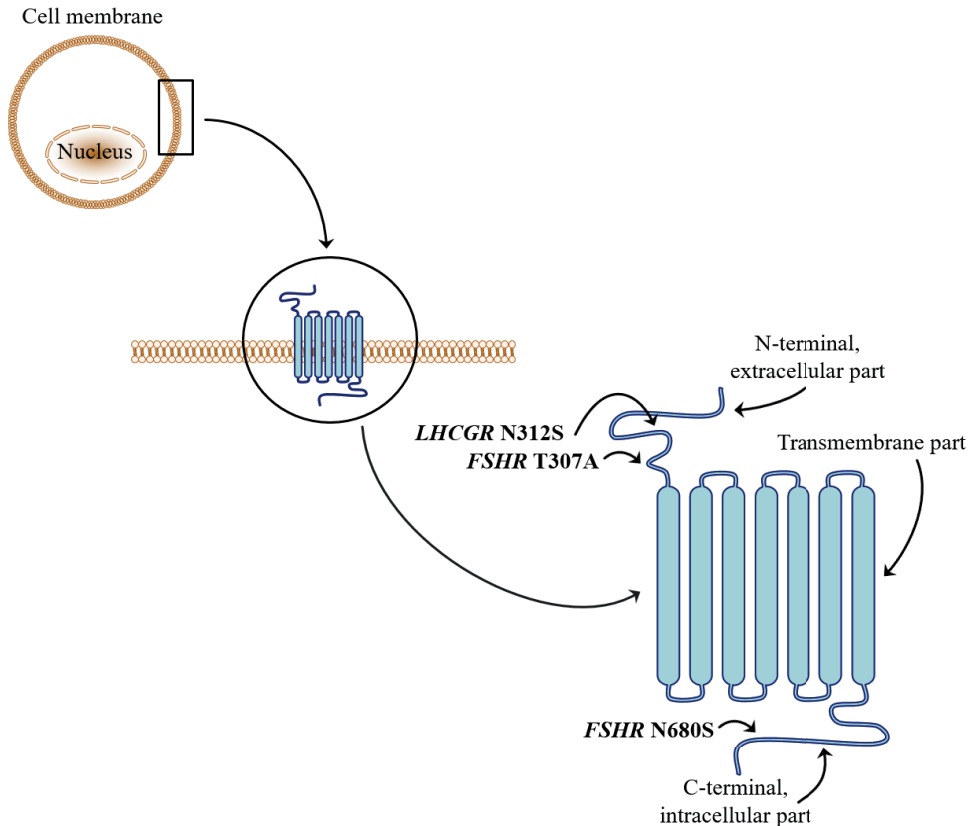 Cell membrane
Nucleus
N-terminal,
extracellular part
LHCGR N312S
FSHR T307A
Transmembrane part
FSHR N680S
C-terminal,
intracellular part